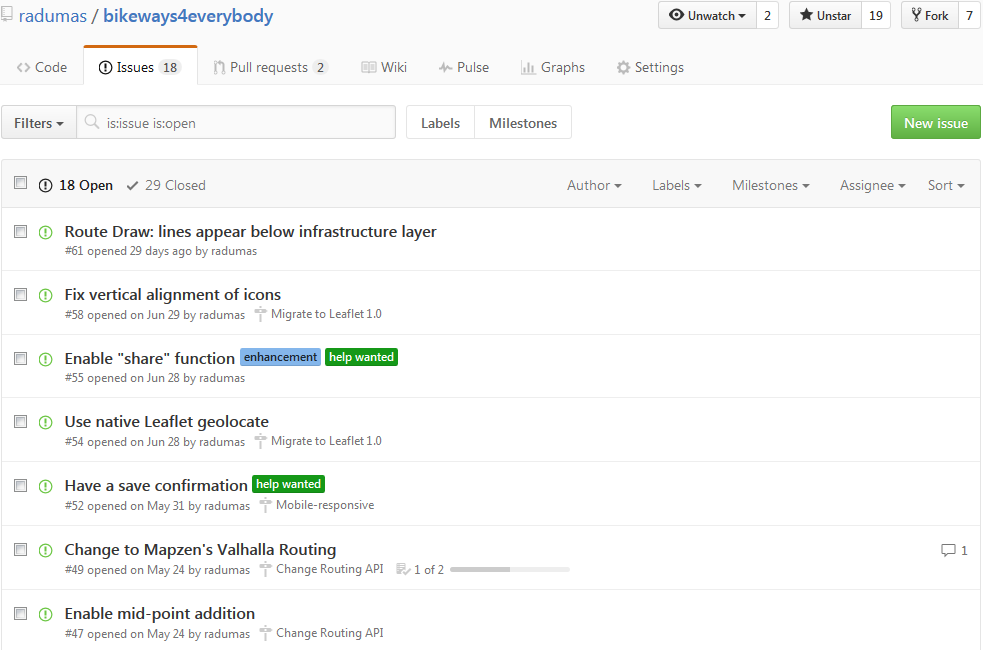 radumas / bikeways4everybody
Unwatch 2 Unstar 19 Fork 7
Code Issues 18 Pull requests 2 Wiki Pulse Graphs Settings
Filters is:issue is:open Labels Milestones New issue
18 Open 29 Closed Author Labels Milestones Assignee Sort
Route Draw: lines appear below infrastructure layer
#61 opened 29 days ago by radumas
Fix vertical alignment of icons
#58 opened on Jun 29 by radumas Migrate to Leaflet 1.0
Enable "share" function enhancement help wanted
#55 opened on Jun 28 by radumas
Use native Leaflet geolocate
#54 opened on Jun 28 by radumas Migrate to Leaflet 1.0
Have a save confirmation help wanted
#52 opened on May 31 by radumas Mobile-responsive
Change to Mapzen's Valhalla Routing 1
#49 opened on May 24 by radumas Change Routing API 1 of 2
Enable mid-point addition
#47 opened on May 24 by radumas Change Routing API